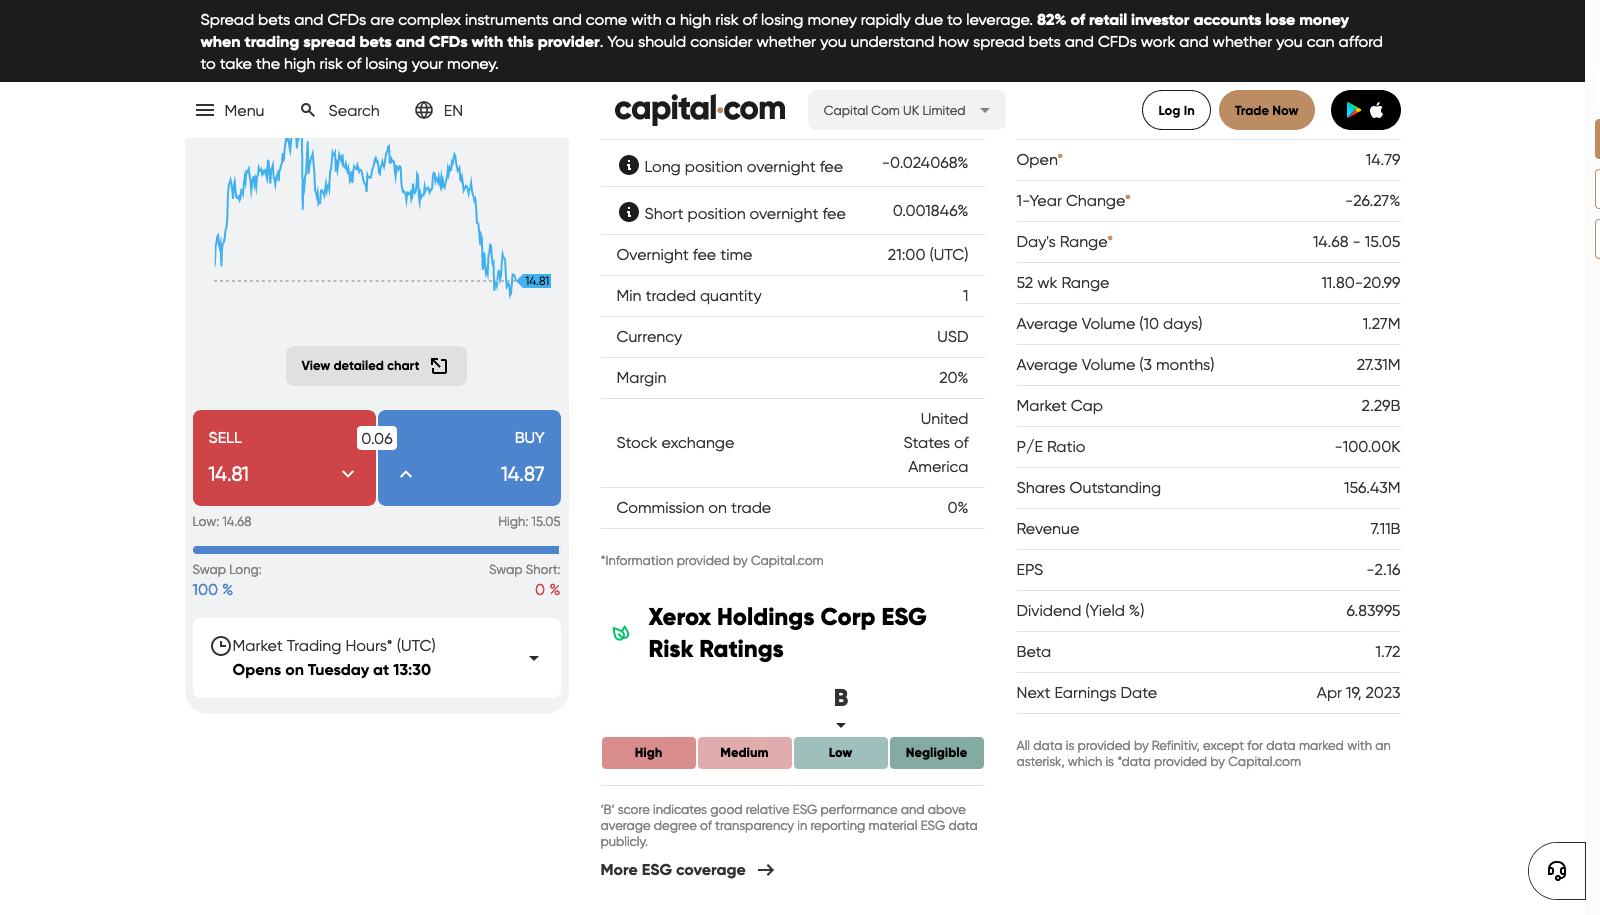 Spread bets and CFDs are complex instruments and come with a high risk of losing money rapidly due to leverage. 82% of retail investor accounts lose money
when trading spread bets and CFDs with this provider. You should consider whether you understand how spread bets and CFDs work and whether you can afford
to take the high risk of losing your money.
Menu
Search
EN
capital.com
Capital Com UK Limited
Log In
Trade Now
14.81
View detailed chart
SELL
14.81
0.06
BUY
14.87
Low: 14.68
High: 15.05
Swap Long:
100 %
Swap Short:
0 %
Market Trading Hours* (UTC)
Opens on Tuesday at 13:30
Long position overnight fee -0.024068%
Short position overnight fee 0.001846%
Overnight fee time 21:00 (UTC)
Min traded quantity 1
Currency USD
Margin 20%
Stock exchange United
States of
America
Commission on trade 0%
*Information provided by Capital.com
Xerox Holdings Corp ESG
Risk Ratings
B
High
Medium
Low
Negligible
'B' score indicates good relative ESG performance and above
average degree of transparency in reporting material ESG data
publicly.
More ESG coverage
Open* 14.79
1-Year Change* -26.27%
Day's Range* 14.68 - 15.05
52 wk Range 11.80-20.99
Average Volume (10 days) 1.27M
Average Volume (3 months) 27.31M
Market Cap 2.29B
P/E Ratio -100.00K
Shares Outstanding 156.43M
Revenue 7.11B
EPS -2.16
Dividend (Yield %) 6.83995
Beta 1.72
Next Earnings Date Apr 19, 2023
All data is provided by Refinitiv, except for data marked with an
asterisk, which is *data provided by Capital.com